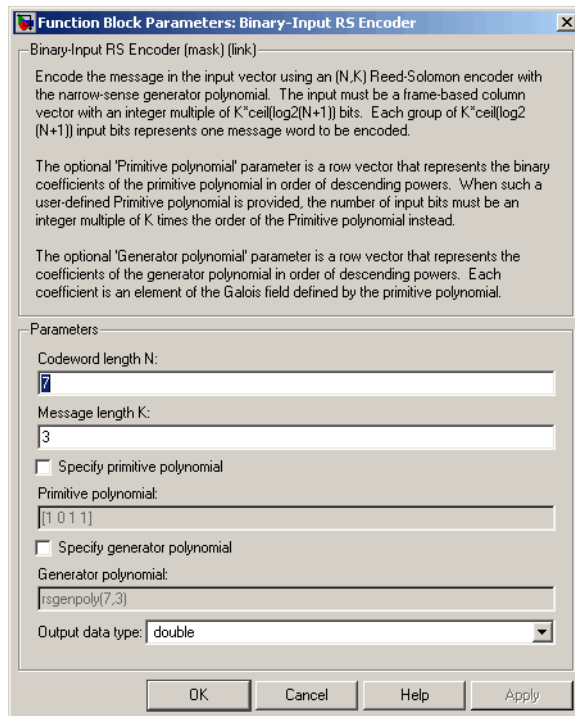 Function Block Parameters: Binary-Input RS Encoder
Binary-Input RS Encoder (mask) (link)
Encode the message in the input vector using an (N,K) Reed-Solomon encoder with
the narrow-sense generator polynomial. The input must be a frame-based column
vector with an integer multiple of K*ceil(log2(N+1)) bits. Each group of K*ceil(log2
(N+1)) input bits represents one message word to be encoded.
The optional 'Primitive polynomial' parameter is a row vector that represents the binary
coefficients of the primitive polynomial in order of descending powers. When such a
user-defined Primitive polynomial is provided, the number of input bits must be an
integer multiple of K times the order of the Primitive polynomial instead.
The optional 'Generator polynomial' parameter is a row vector that represents the
coefficients of the generator polynomial in order of descending powers. Each
coefficient is an element of the Galois field defined by the primitive polynomial.
Parameters
Codeword length N:
7
Message length K:
3
Specify primitive polynomial
Primitive polynomial:
[1 0 1 1]
Specify generator polynomial
Generator polynomial:
rsgenpoly(7,3)
Output data type: double
OK Cancel Help Apply